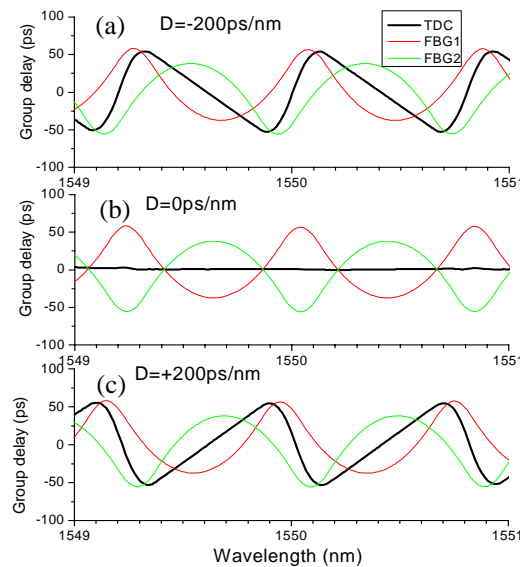 (a)
D=-200ps/nm
TDC
FBG1
FBG2
Group delay (ps)
100
50
0
-50
-100
1549
1550
1551
(b)
D=0ps/nm
Group delay (ps)
100
50
0
-50
-100
1549
1550
1551
(c)
D=+200ps/nm
Group delay (ps)
100
50
0
-50
-100
1549
1550
1551
Wavelength (nm)